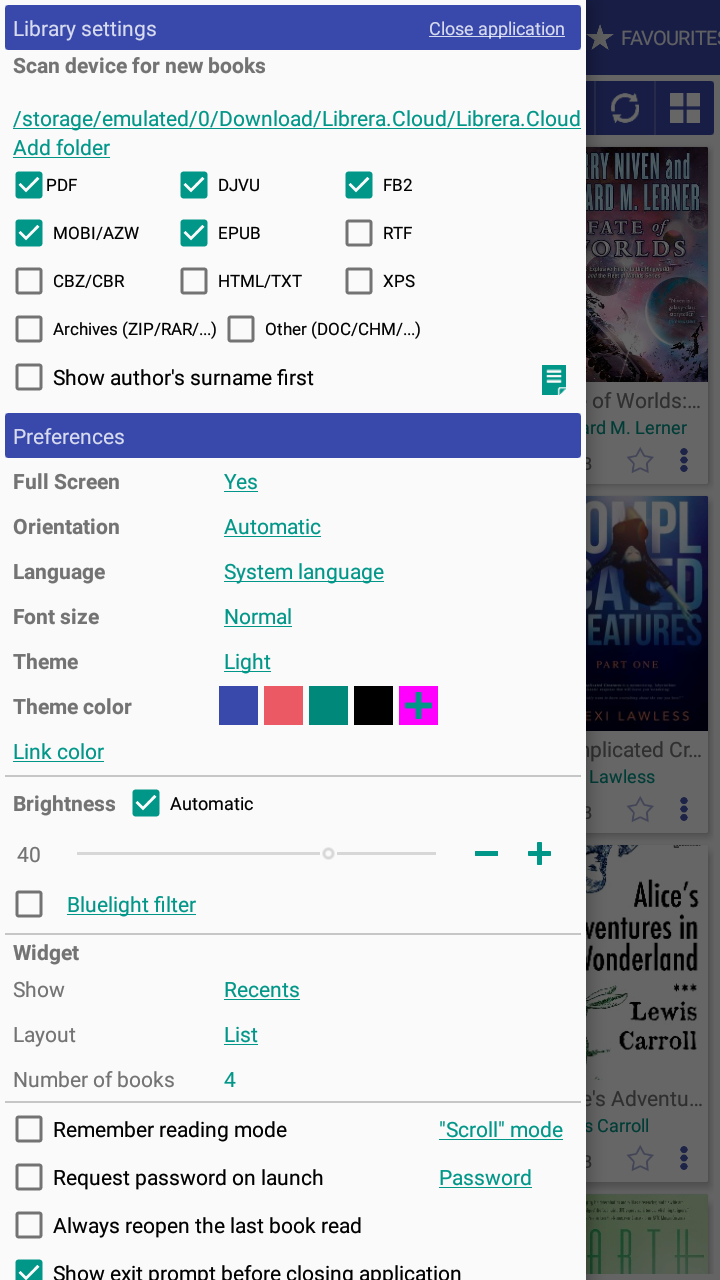 Library settings
Close application
FAVOURITES
Scan device for new books
/storage/emulated/0/Download/Librera.Cloud/Librera.Cloud
Add folder
PDF
DJVU
FB2
MOBI/AZW
EPUB
RTF
CBZ/CBR
HTML/TXT
XPS
Archives (ZIP/RAR/...)
Other (DOC/CHM/...)
Show author's surname first
Preferences
Full Screen
Yes
Orientation
Automatic
Language
System language
Font size
Normal
Theme
Light
Theme color
Link color
Brightness
Automatic
40
Bluelight filter
Widget
Show
Recents
Layout
List
Number of books
4
Remember reading mode
"Scroll" mode
Request password on launch
Password
Always reopen the last book read
Show exit prompt before closing application
RY NIVEN and
ARD M. LERNER
FATE of
WORLDS
of Worlds:...
ard M. Lerner
COMPL
CATED
EATURES
PART ONE
EXI LAWLESS
mplicated Cr...
Lawless
Alice's
ventures in
Wonderland
***
Lewis
Carroll
e's Adventu...
s Carroll
ARTH